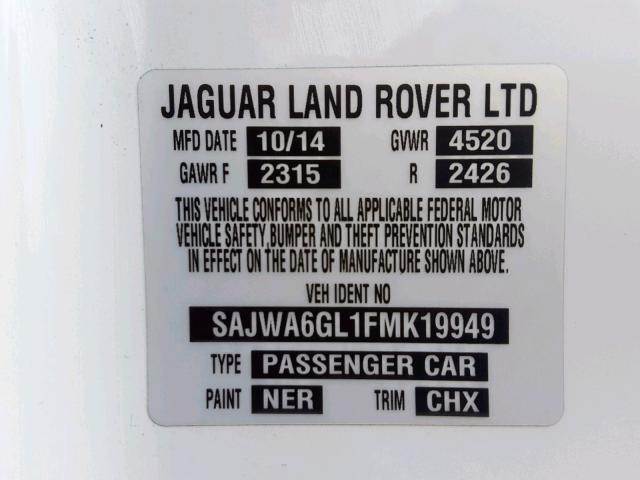 JAGUAR LAND ROVER LTD
MFD DATE 10/14 GVWR 4520
GAWR F 2315 R 2426
THIS VEHICLE CONFORMS TO ALL APPLICABLE FEDERAL MOTOR
VEHICLE SAFETY,BUMPER AND THEFT PREVENTION STANDARDS
IN EFFECT ON THE DATE OF MANUFACTURE SHOWN ABOVE.
VEH IDENT NO
SAJWA6GL1FMK19949
TYPE PASSENGER CAR
PAINT NER TRIM CHX